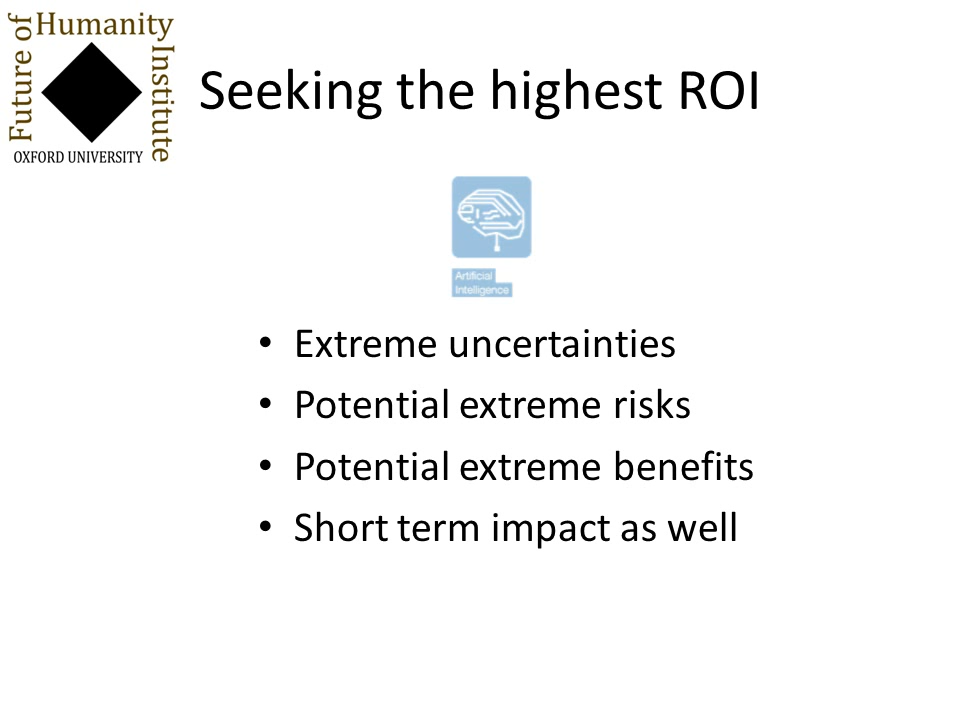 Future of
Humanity
Institute
OXFORD UNIVERSITY
Seeking the highest ROI
Artificial
Intelligence
• Extreme uncertainties
• Potential extreme risks
• Potential extreme benefits
• Short term impact as well